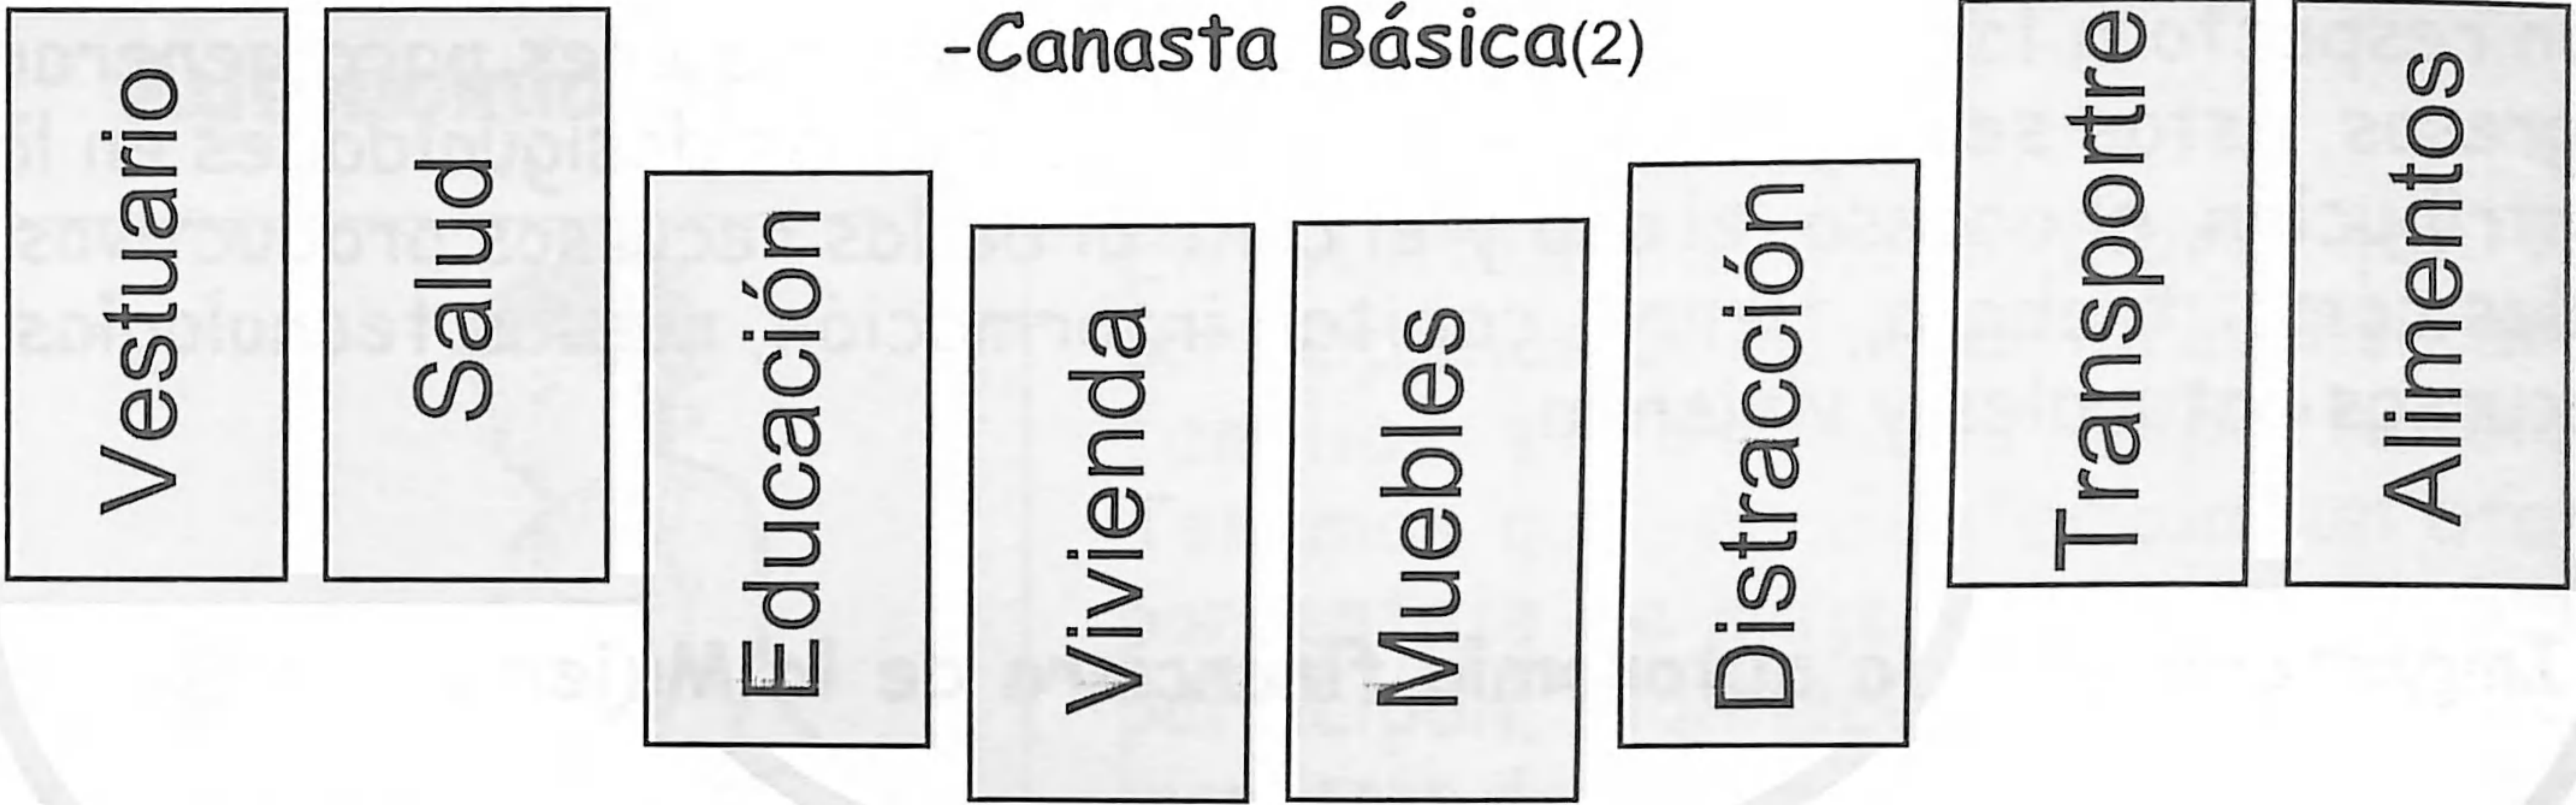 -Canasta Básica(2)
Vestuario
Salud
Educación
Vivienda
Muebles
Distracción
Transportre
Alimentos